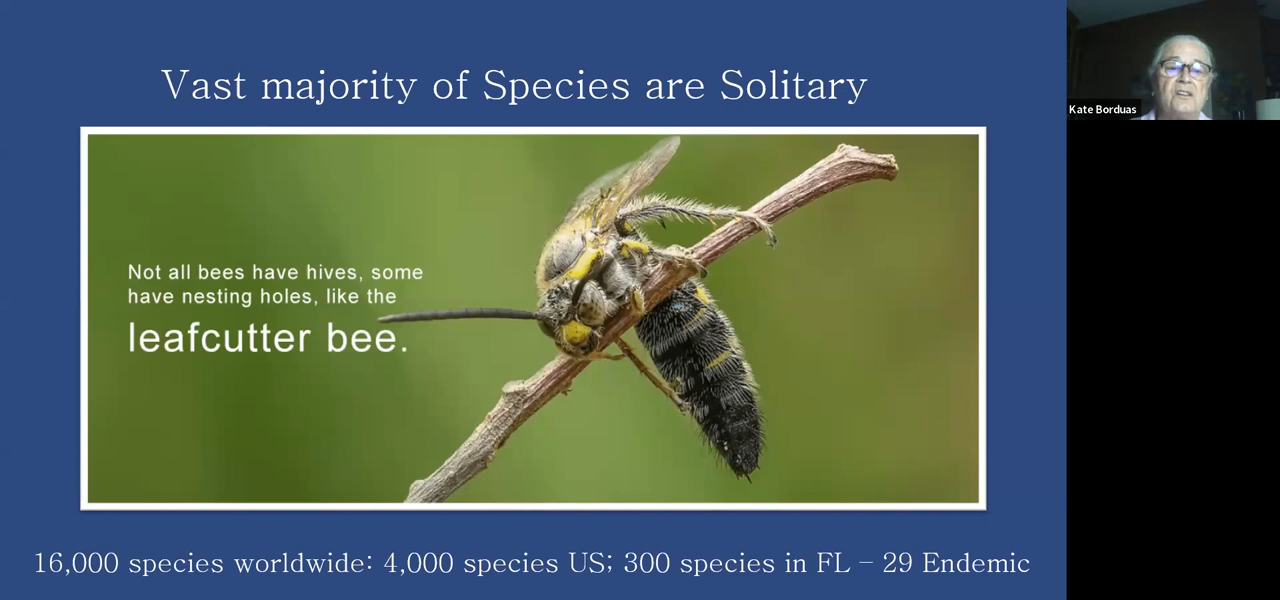 Vast majority of Species are Solitary
Kate Borduas
Not all bees have hives, some
have nesting holes, like the
leafcutter bee.
16,000 species worldwide: 4,000 species US; 300 species in FL – 29 Endemic